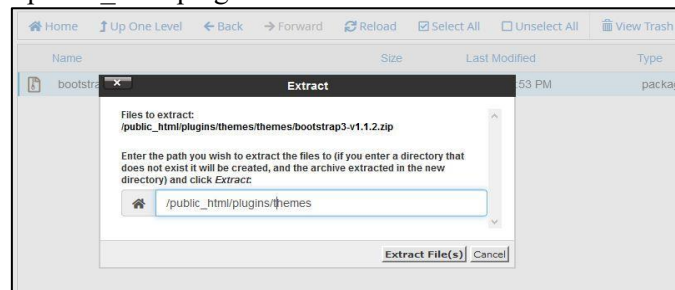 Home Up One Level Back Forward Reload Select All Unselect All View Trash
Name Size Last Modified Type
bootstra :53 PM packa
Extract
Files to extract:
/public_html/plugins/themes/themes/bootstrap3-v1.1.2.zip
Enter the path you wish to extract the files to (if you enter a directory that
does not exist it will be created, and the archive extracted in the new
directory) and click Extract:
/public_html/plugins/themes
Extract File(s) Cancel